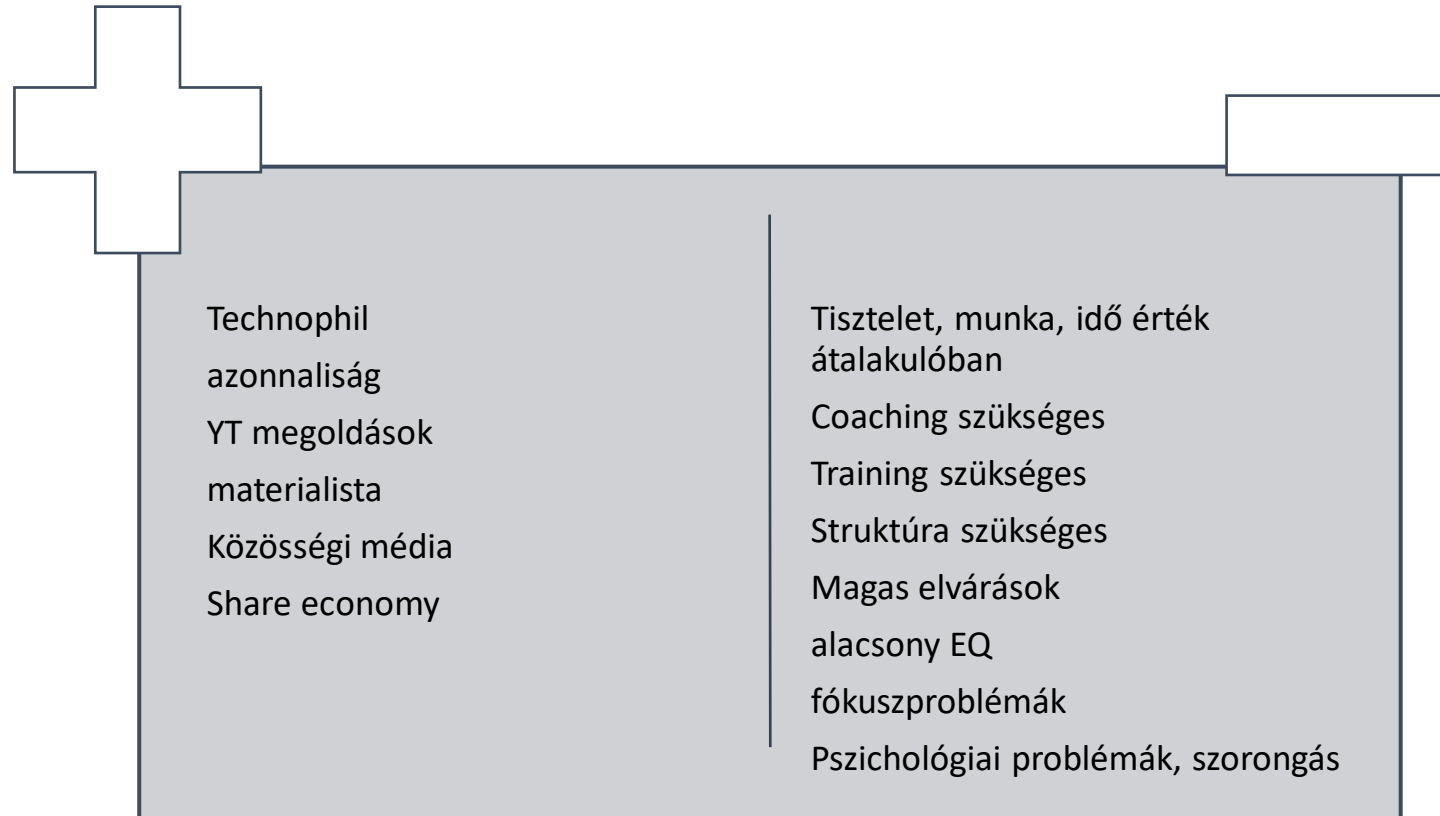 Technophil
azonnaliság
YT megoldások
materialista
Közösségi média
Share economy
Tisztelet, munka, idő érték
átalakulóban
Coaching szükséges
Training szükséges
Struktúra szükséges
Magas elvárások
alacsony EQ
fókuszproblémák
Pszichológiai problémák, szorongás